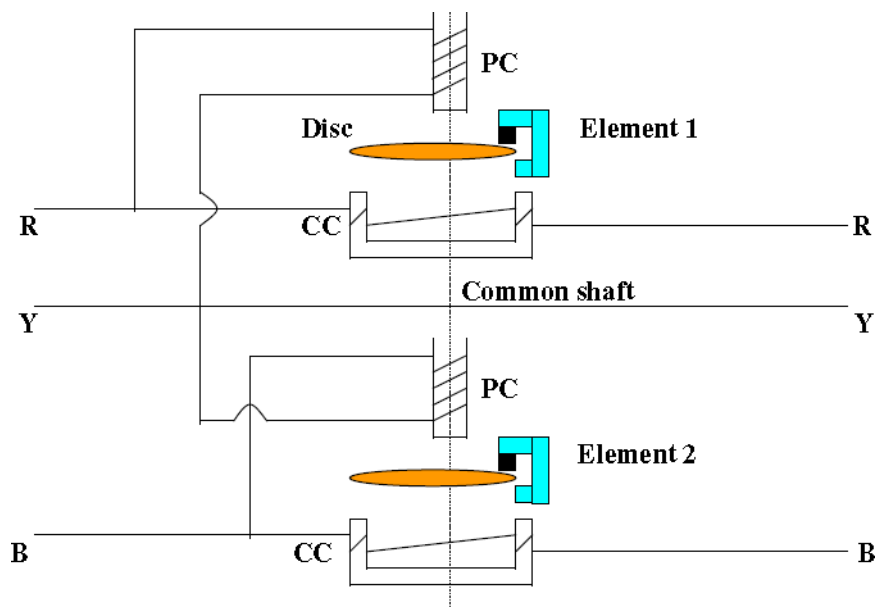 PC
Disc
Element 1
R
CC
R
Common shaft
Y
Y
PC
Element 2
B
CC
B